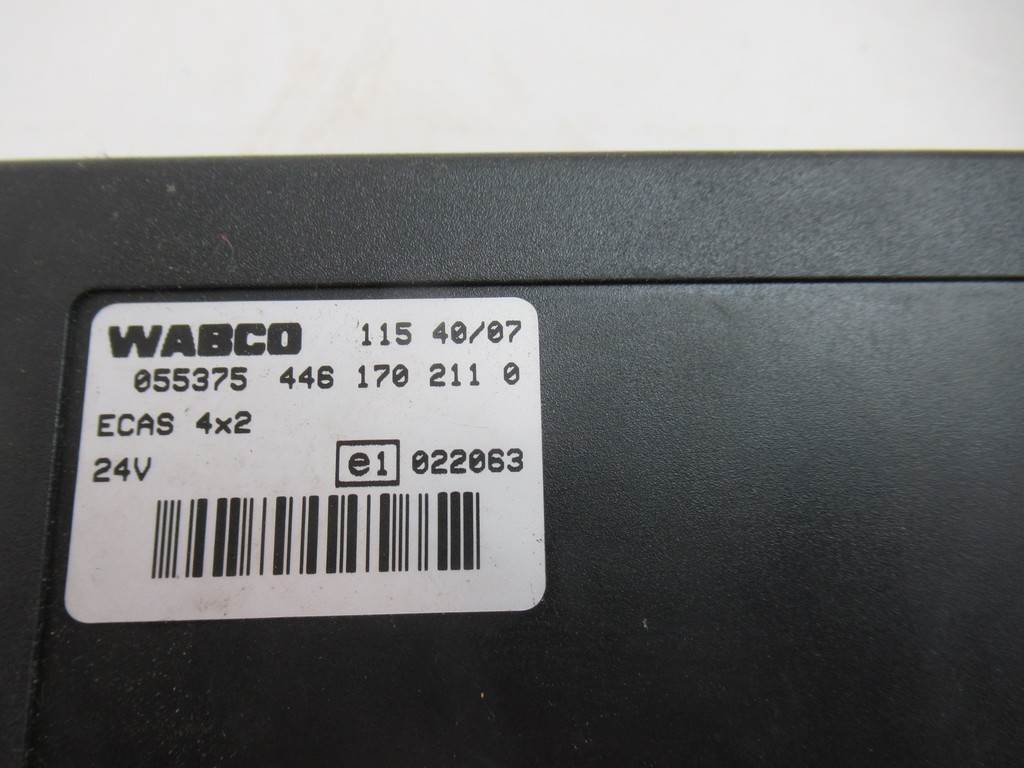 WABCO 115 40/07
055375 446 170 211 0
ECAS 4x2
24V e1 022063